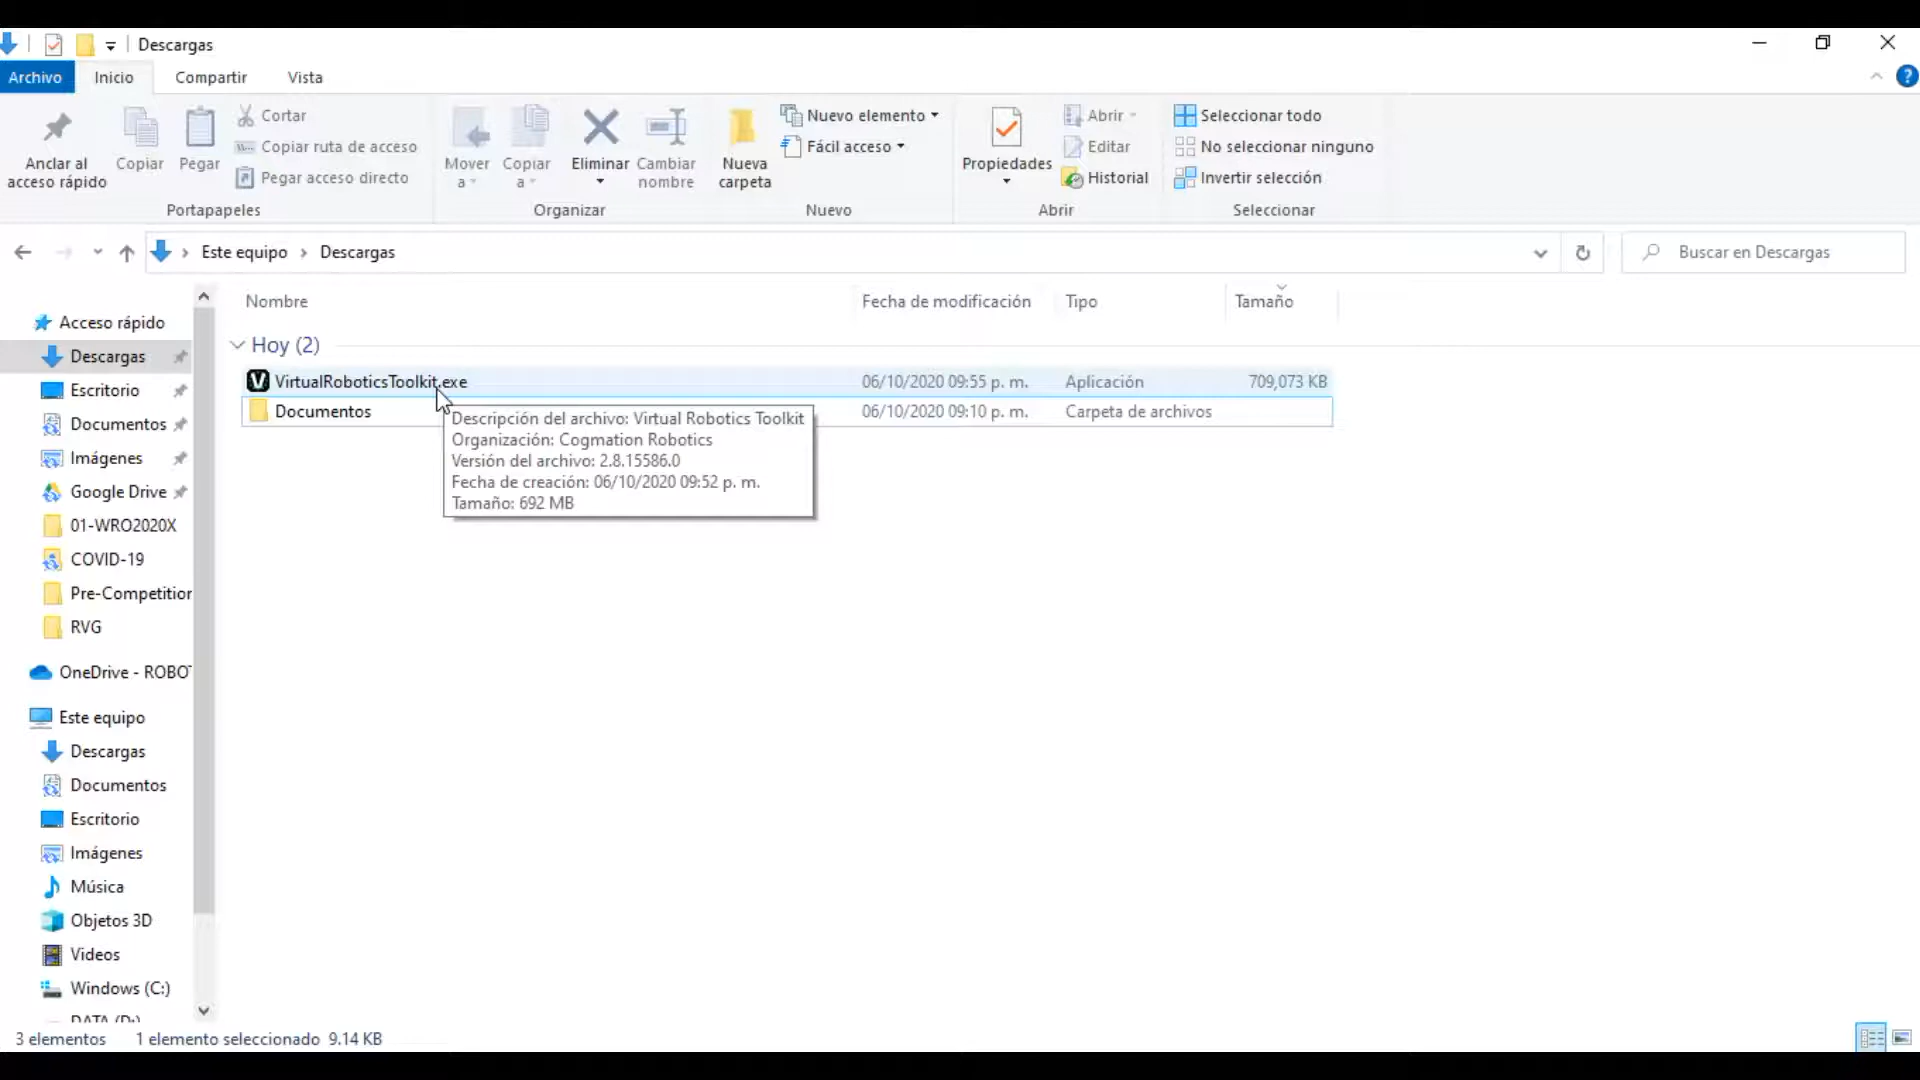 Descargas
Archivo Inicio Compartir Vista
Anclar al acceso rápido
Copiar
Pegar
Cortar
Copiar ruta de acceso
Pegar acceso directo
Portapapeles
Mover a
Copiar a
Eliminar
Cambiar nombre
Organizar
Nueva carpeta
Nuevo elemento
Fácil acceso
Nuevo
Propiedades
Abrir
Editar
Historial
Abrir
Seleccionar todo
No seleccionar ninguno
Invertir selección
Seleccionar
Este equipo > Descargas
Buscar en Descargas
Nombre Fecha de modificación Tipo Tamaño
Hoy (2)
VirtualRoboticsToolkit.exe 06/10/2020 09:55 p. m. Aplicación 709,073 KB
Documentos 06/10/2020 09:10 p. m. Carpeta de archivos
Descripción del archivo: Virtual Robotics Toolkit
Organización: Cogmation Robotics
Versión del archivo: 2.8.15586.0
Fecha de creación: 06/10/2020 09:52 p. m.
Tamaño: 692 MB
Acceso rápido
Descargas
Escritorio
Documentos
Imágenes
Google Drive
01-WRO2020X
COVID-19
Pre-Competition
RVG
OneDrive - ROBOT
Este equipo
Descargas
Documentos
Escritorio
Imágenes
Música
Objetos 3D
Videos
Windows (C:)
DATA (D:)
3 elementos 1 elemento seleccionado 9.14 KB